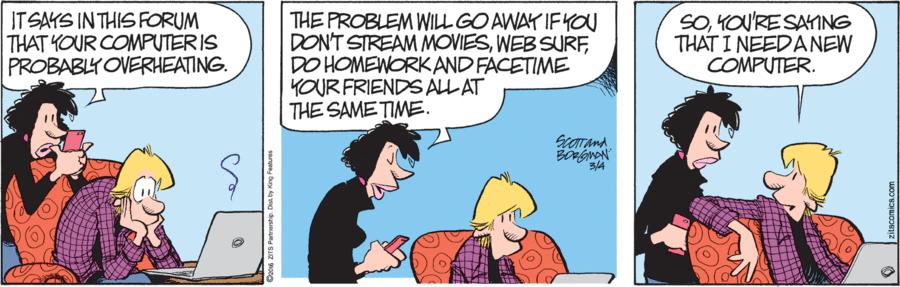 IT SAYS IN THIS FORUM
THAT YOUR COMPUTER IS
PROBABLY OVERHEATING.
©2016 ZITS Partnership. Dist. by King Features
THE PROBLEM WILL GO AWAY IF YOU
DON'T STREAM MOVIES, WEB SURF,
DO HOMEWORK AND FACETIME
YOUR FRIENDS ALL AT
THE SAME TIME.
SCOTT and
BORGMAN
3/4
SO, YOU'RE SAYING
THAT I NEED A NEW
COMPUTER.
zitscomics.com